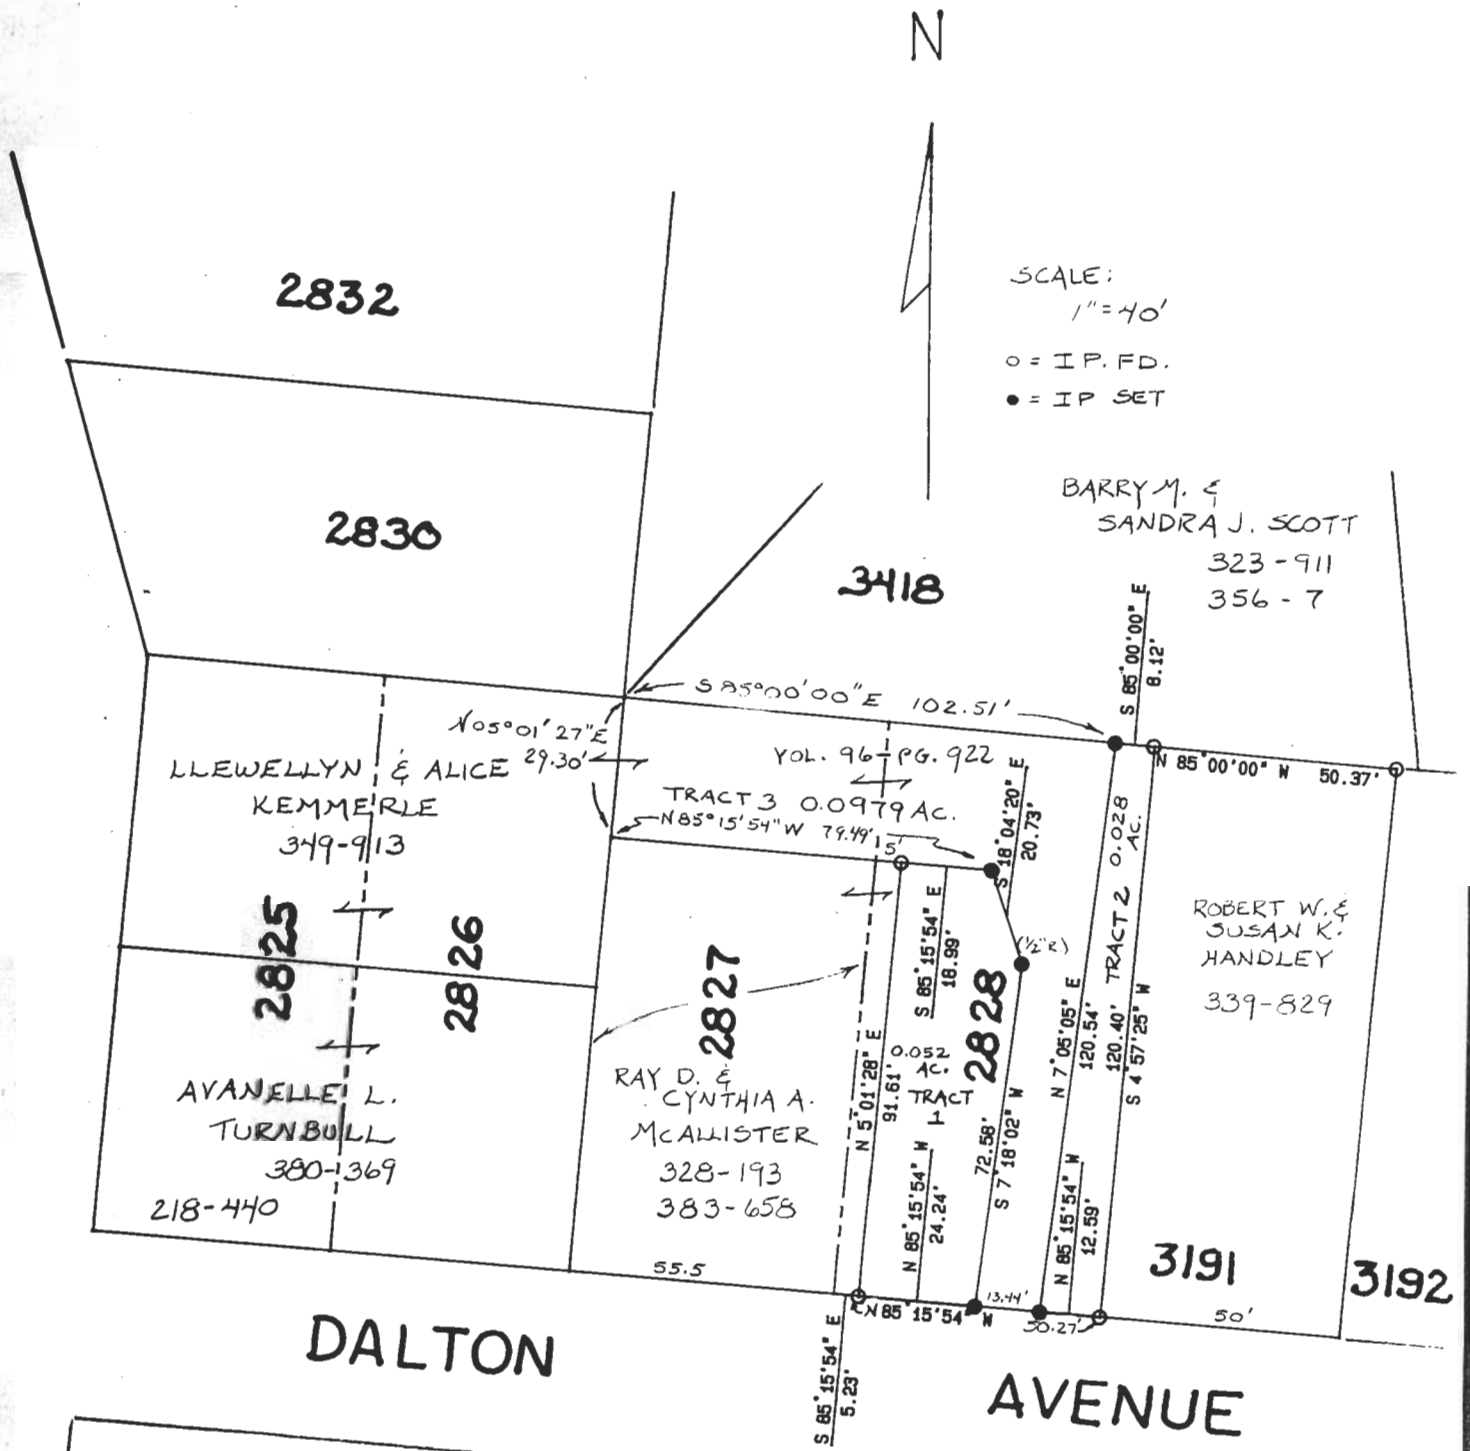 N
SCALE:
1"=40'
○ = I.P. FD.
● = IP SET
2832
2830
3418
BARRY M. &
SANDRA J. SCOTT
323-911
356-7
S 85°00'00" E
8.12'
S 85°00'00" E 102.51'
N05°01'27"E
29.30'
N 85°00'00" W 50.37'
VOL. 96-PG. 922
TRACT 3 0.0979 AC.
N85°15'54"W 79.49'
5'
S 18°04'20" E
20.73'
LLEWELLYN & ALICE
KEMMERLE
349-913
2825
2826
2827
2828
S 85°15'54" E
18.99'
(1/2" R)
0.052
AC.
TRACT
1
N 5°01'28" E
91.61'
72.58'
S 7°18'02" W
N 85°15'54" W
24.24'
N 7°05'05" E
120.54'
TRACT 2 0.028
AC.
120.40'
S 4°57'25" W
N 85°15'54" W
12.59'
ROBERT W. &
SUSAN K.
HANDLEY
339-829
AVANELLE L.
TURNBULL
380-369
218-440
RAY D. &
CYNTHIA A.
McALLISTER
328-193
383-658
55.5
3191
3192
13.44'
N 85°15'54" W
50.27'
50'
S 85°15'54" E
5.23'
DALTON
AVENUE